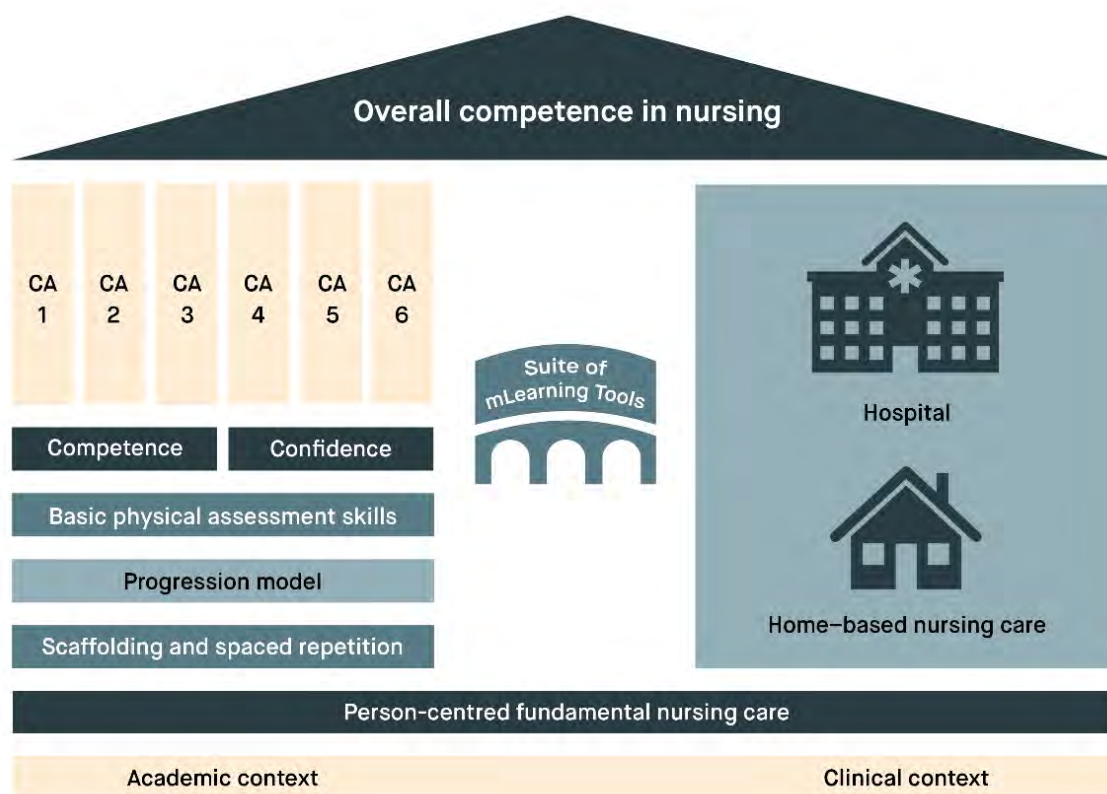 Overall competence in nursing
CA
1
CA
2
CA
3
CA
4
CA
5
CA
6
Suite of
mLearning Tools
Hospital
Competence
Confidence
Basic physical assessment skills
Progression model
Scaffolding and spaced repetition
Home-based nursing care
Person-centred fundamental nursing care
Academic context
Clinical context